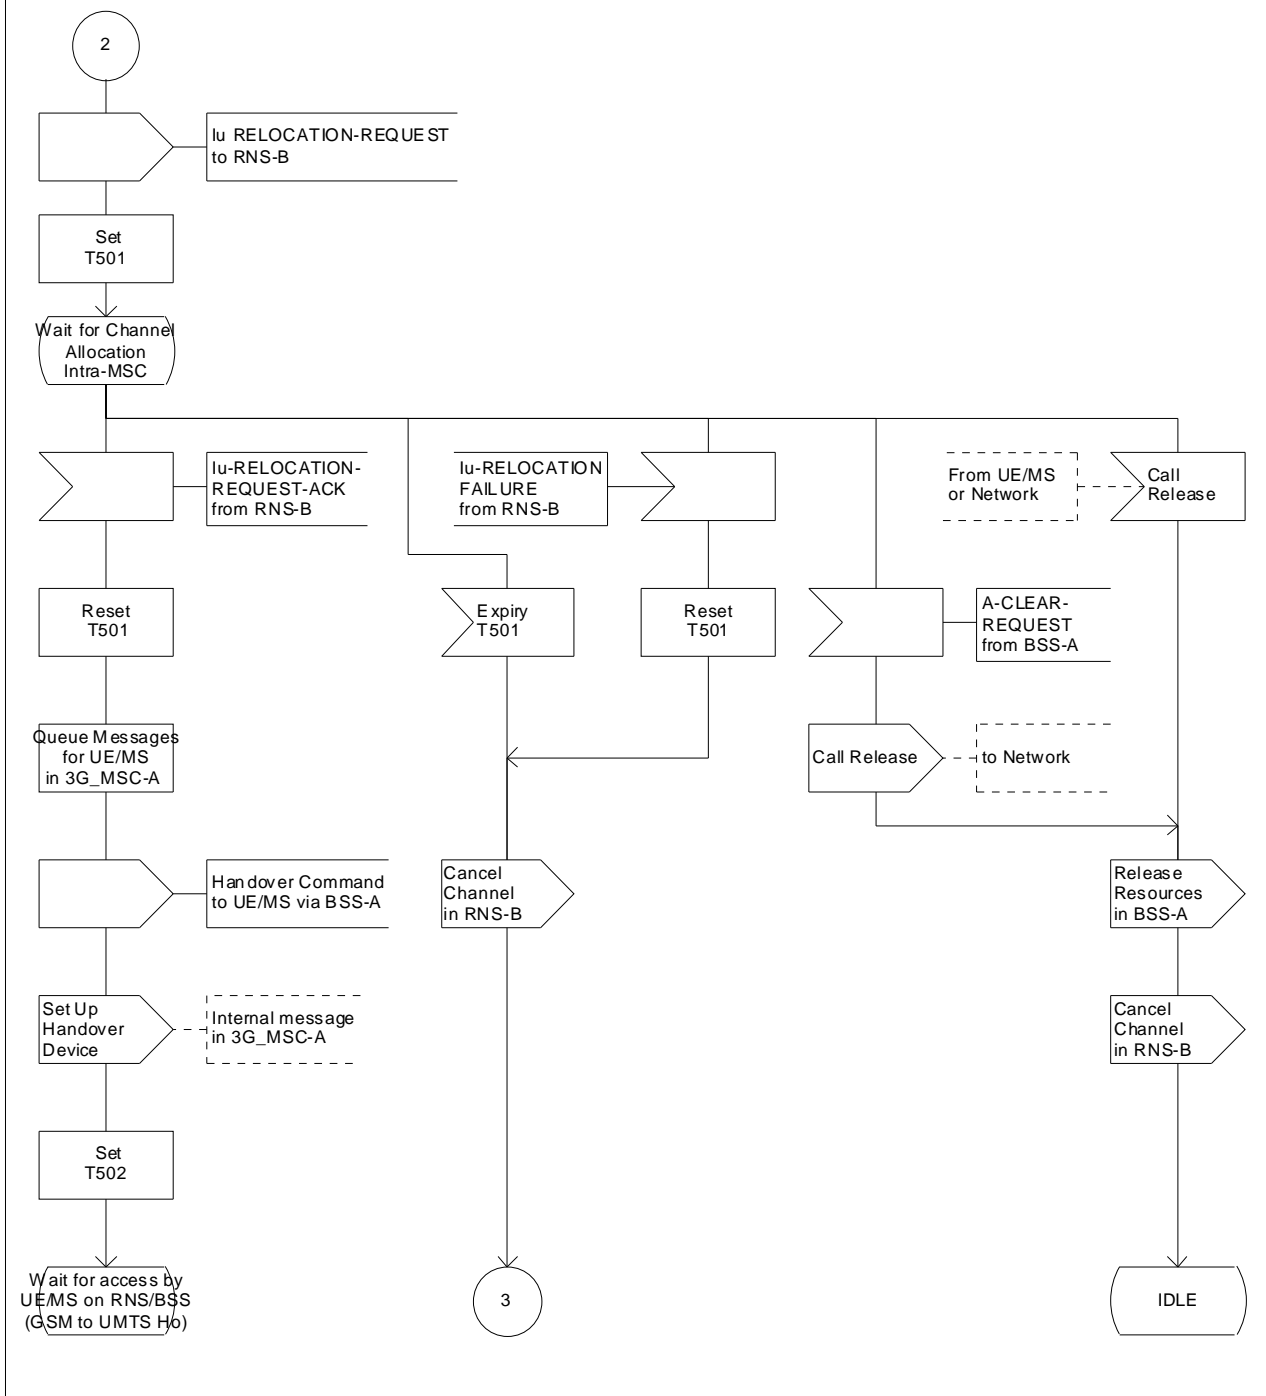 2
Iu RELOCATION-REQUEST
to RNS-B
Set
T501
Wait for Channel
Allocation
Intra-MSC
Iu-RELOCATION-
REQUEST-ACK
from RNS-B
Iu-RELOCATION
FAILURE
from RNS-B
From UE/MS
or Network
Call
Release
Reset
T501
Expiry
T501
Reset
T501
A-CLEAR-
REQUEST
from BSS-A
Queue Messages
for UE/MS
in 3G_MSC-A
Call Release
to Network
Handover Command
to UE/MS via BSS-A
Cancel
Channel
in RNS-B
Release
Resources
in BSS-A
Set Up
Handover
Device
Internal message
in 3G_MSC-A
Cancel
Channel
in RNS-B
Set
T502
Wait for access by
UE/MS on RNS/BSS
(GSM to UMTS Ho)
3
IDLE